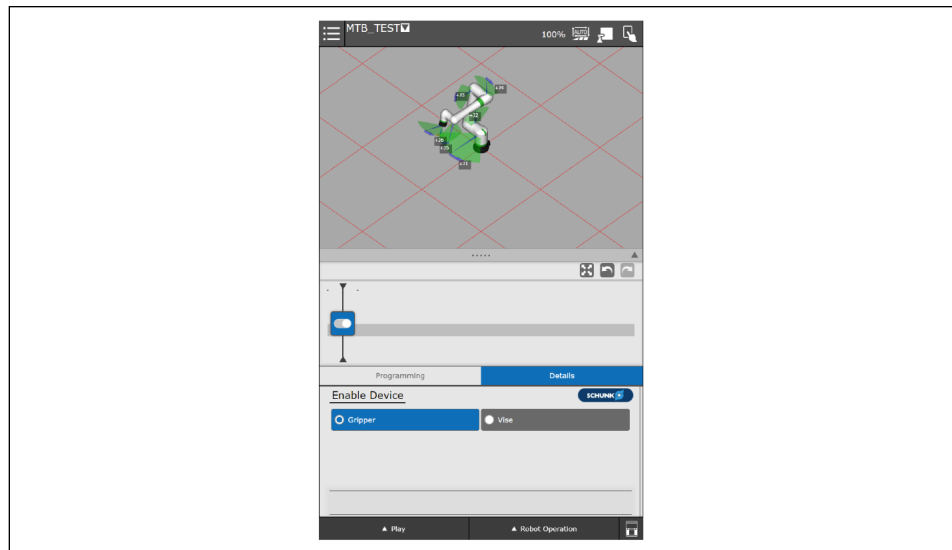 MTB_TEST
100% AUTO
Programming Details
Enable Device SCHUNK
Gripper Vise
Play Robot Operation